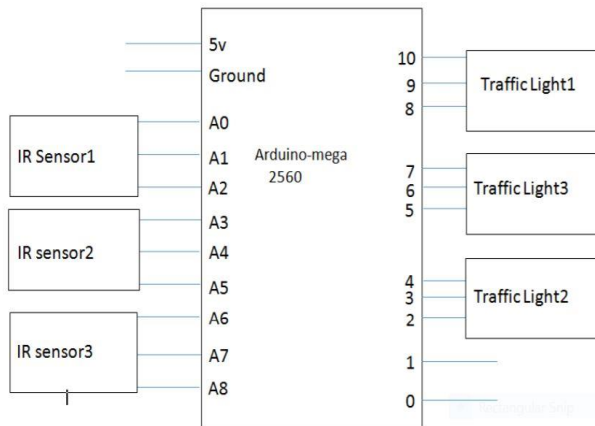 5v
Ground
A0
A1
A2
A3
A4
A5
A6
A7
A8
IR Sensor1
IR sensor2
IR sensor3
Arduino-mega
2560
10
9
8
7
6
5
4
3
2
1
0
Traffic Light1
Traffic Light3
Traffic Light2